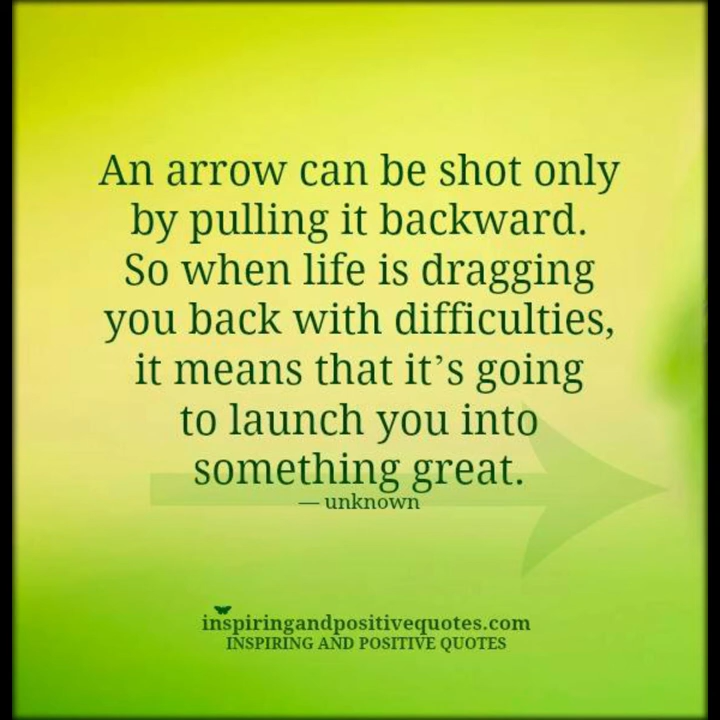 An arrow can be shot only
by pulling it backward.
So when life is dragging
you back with difficulties,
it means that it’s going
to launch you into
something great.
— unknown
inspiringandpositivequotes.com
INSPIRING AND POSITIVE QUOTES